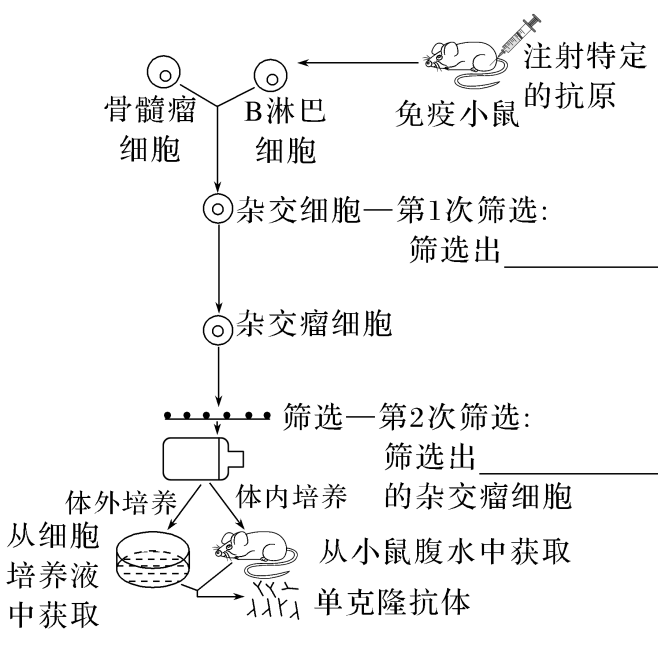 注射特定
的抗原
免疫小鼠
骨髓瘤
细胞
B淋巴
细胞
杂交细胞—第1次筛选:
筛选出
杂交瘤细胞
筛选—第2次筛选:
筛选出
的杂交瘤细胞
体外培养
体内培养
从细胞
培养液
中获取
从小鼠腹水中获取
单克隆抗体